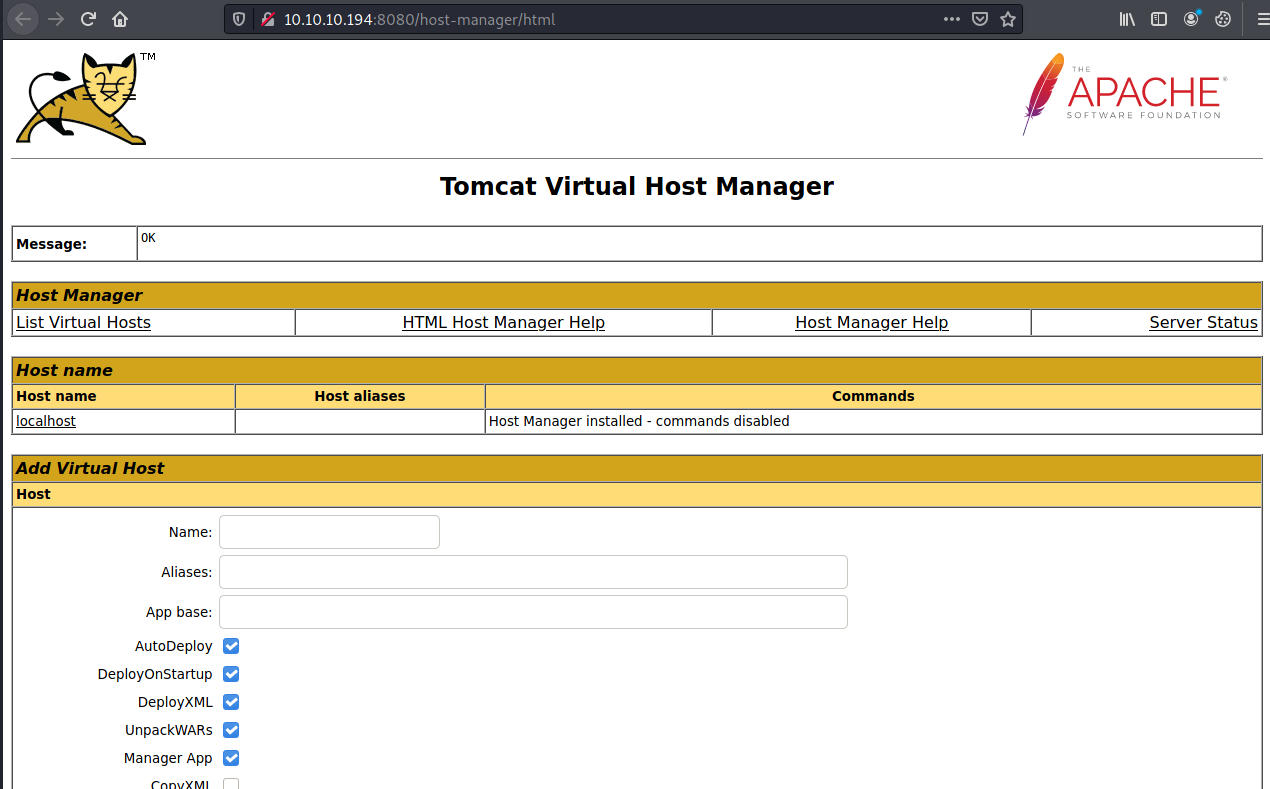 10.10.10.194:8080/host-manager/html
TM
THE
APACHE®
SOFTWARE FOUNDATION
Tomcat Virtual Host Manager
Message: OK
Host Manager
List Virtual Hosts HTML Host Manager Help Host Manager Help Server Status
Host name
Host name Host aliases Commands
localhost Host Manager installed - commands disabled
Add Virtual Host
Host
Name:
Aliases:
App base:
AutoDeploy
DeployOnStartup
DeployXML
UnpackWARs
Manager App
CopyXML